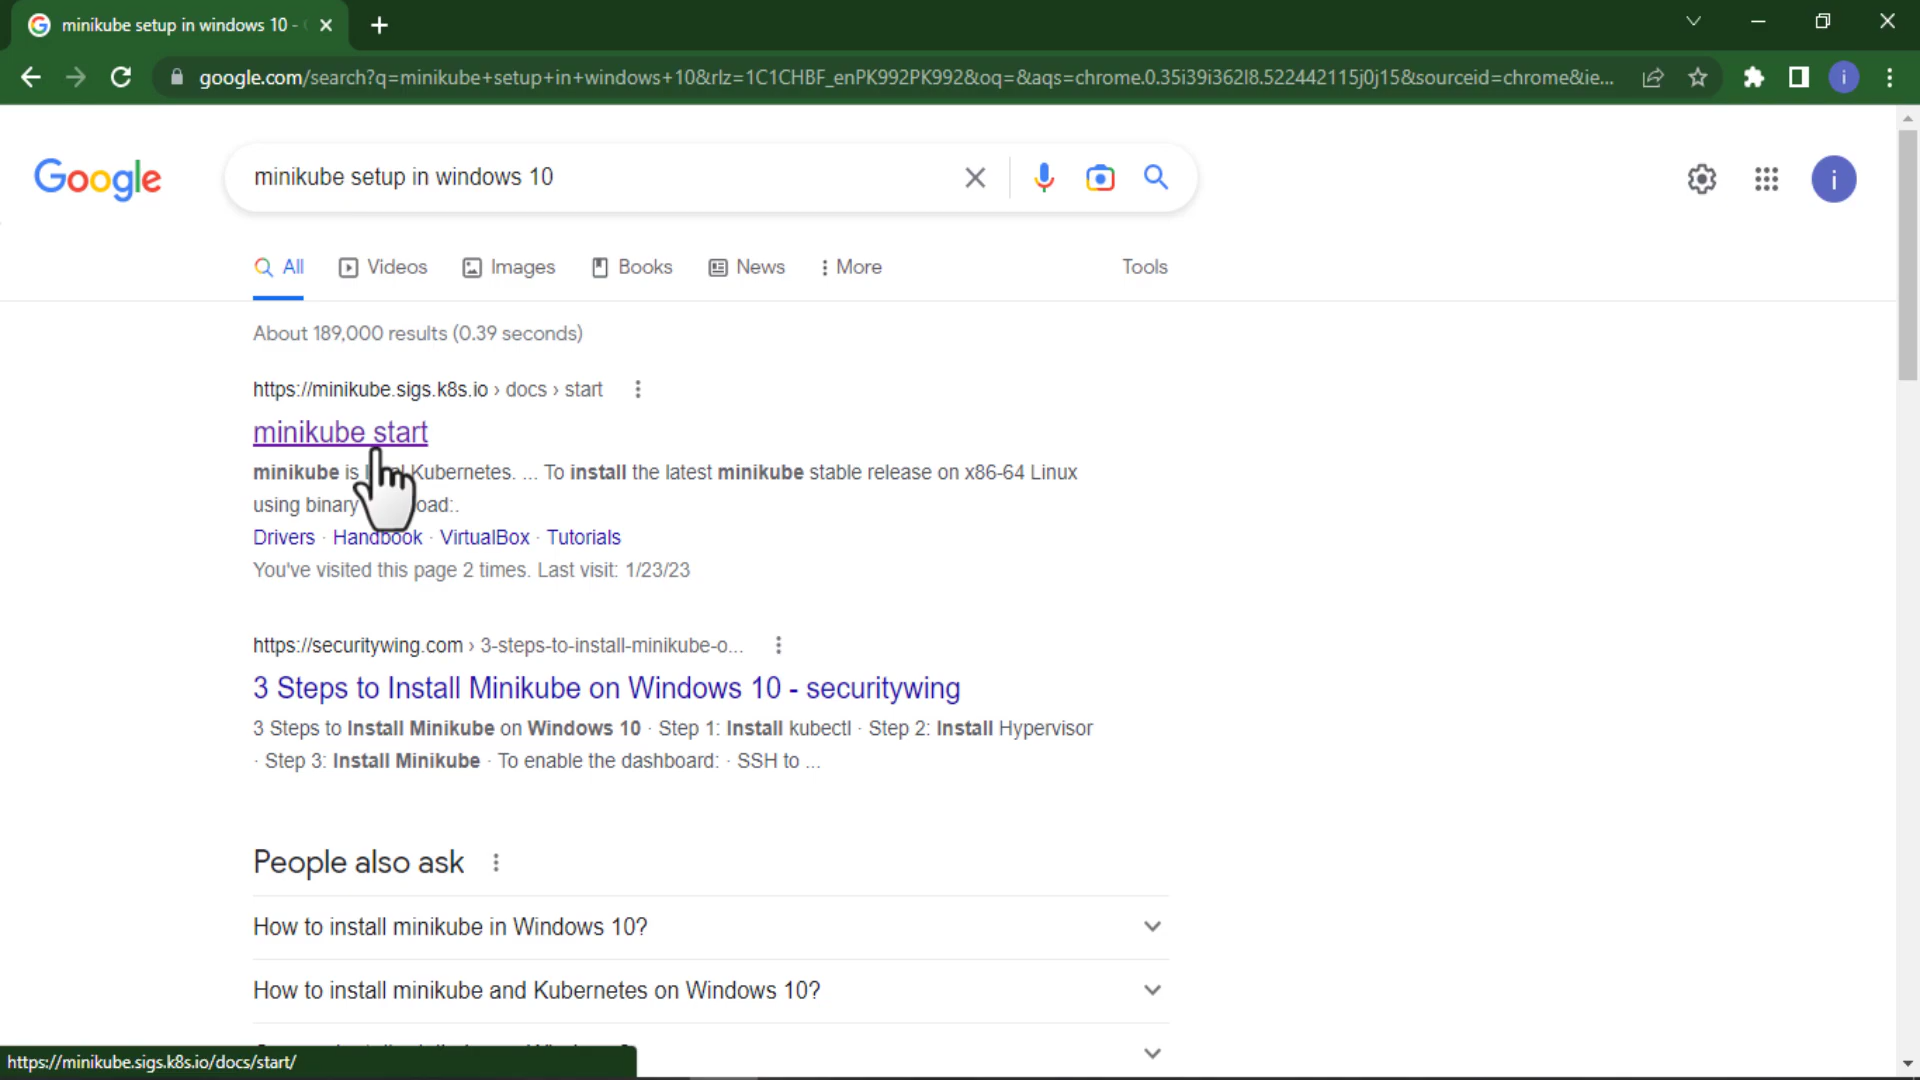 minikube setup in windows 10 -
google.com/search?q=minikube+setup+in+windows+10&rlz=1C1CHBF_enPK992PK992&oq=&aqs=chrome.0.35i39i362l8.522442115j0j15&sourceid=chrome&ie...
i
Google
minikube setup in windows 10
i
All
Videos
Images
Books
News
More
Tools
About 189,000 results (0.39 seconds)
https://minikube.sigs.k8s.io › docs › start
minikube start
minikube is Kubernetes. ... To install the latest minikube stable release on x86-64 Linux
using binary
Drivers · Handbook · VirtualBox · Tutorials
You've visited this page 2 times. Last visit: 1/23/23
https://securitywing.com › 3-steps-to-install-minikube-o...
3 Steps to Install Minikube on Windows 10 - securitywing
3 Steps to Install Minikube on Windows 10 · Step 1: Install kubectl · Step 2: Install Hypervisor
· Step 3: Install Minikube · To enable the dashboard: · SSH to ...
People also ask
How to install minikube in Windows 10?
How to install minikube and Kubernetes on Windows 10?
https://minikube.sigs.k8s.io/docs/start/